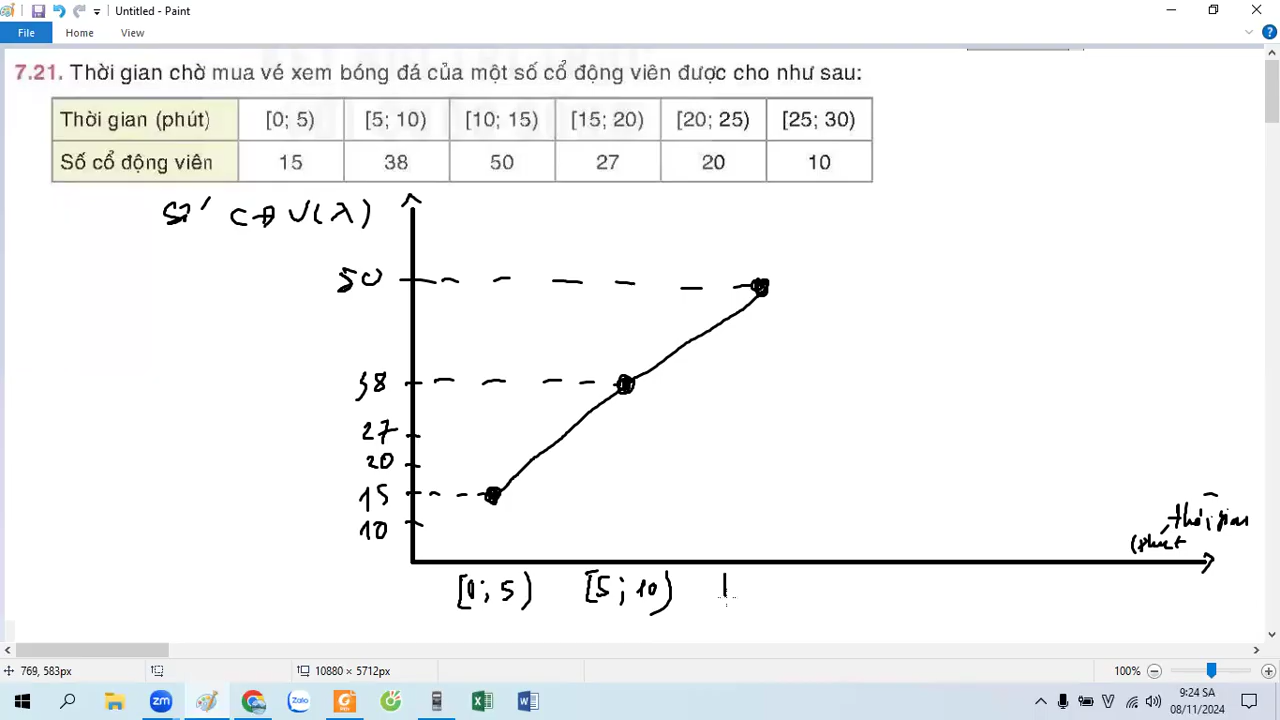 Untitled - Paint
File Home View
7.21. Thời gian chờ mua vé xem bóng đá của một số cổ động viên được cho như sau:
Thời gian (phút) [0; 5) [5; 10) [10; 15) [15; 20) [20; 25) [25; 30)
Số cổ động viên 15 38 50 27 20 10
50
38
27
20
15
10
thời gian
(phút
[0; 5) [5; 10)
769, 583px 10880 × 5712px 100%
zm Zalo
9:24 SA
08/11/2024